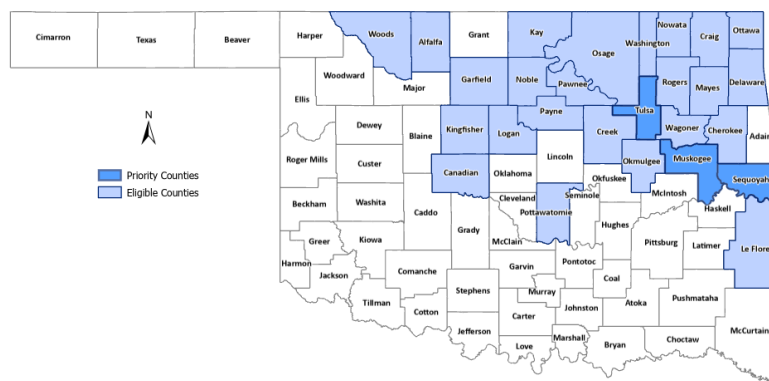 Cimarron
Texas
Beaver
Harper
Woods
Alfalfa
Grant
Kay
Osage
Washington
Nowata
Craig
Ottawa
Woodward
Major
Garfield
Noble
Pawnee
Rogers
Mayes
Delaware
Ellis
Dewey
Blaine
Kingfisher
Logan
Payne
Creek
Tulsa
Wagoner
Cherokee
Adair
N
Roger Mills
Custer
Canadian
Oklahoma
Lincoln
Okmulgee
Muskogee
Sequoyah
Priority Counties
Eligible Counties
Beckham
Washita
Caddo
Grady
Cleveland
Pottawatomie
Seminole
Okfuskee
McIntosh
Haskell
Greer
Kiowa
McClain
Hughes
Pittsburg
Latimer
Le Flore
Harmon
Jackson
Comanche
Garvin
Pontotoc
Coal
Tillman
Cotton
Stephens
Murray
Johnston
Atoka
Pushmataha
Carter
Jefferson
Love
Marshall
Bryan
Choctaw
McCurtain